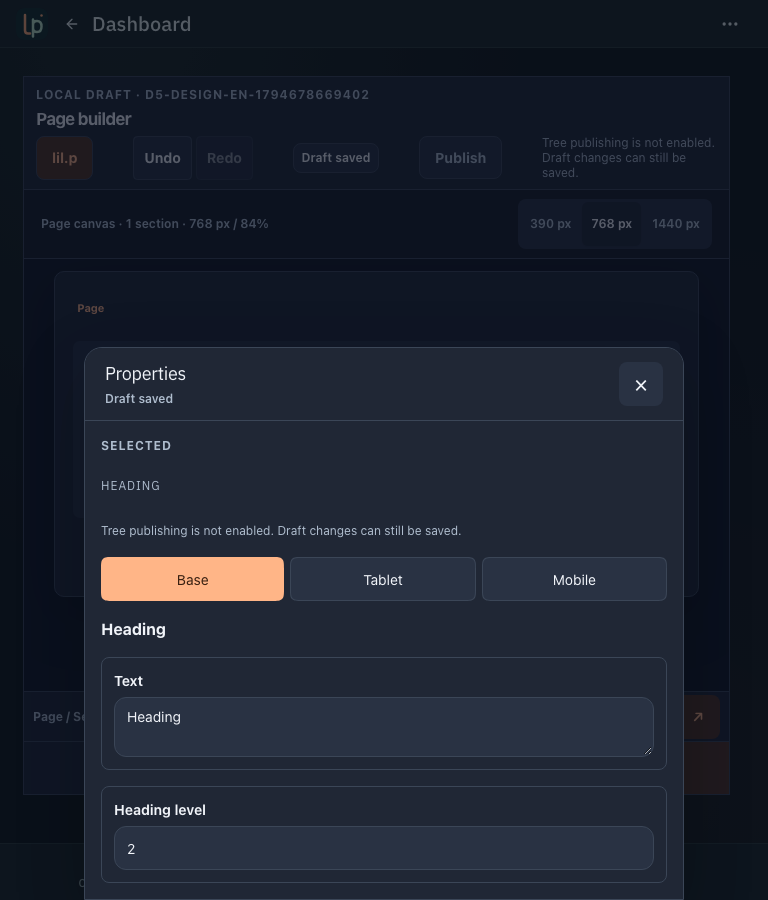 lp
← Dashboard
LOCAL DRAFT · D5-DESIGN-EN-1794678669402
Page builder
lil.p
Undo
Redo
Draft saved
Publish
Tree publishing is not enabled.
Draft changes can still be
saved.
Page canvas · 1 section · 768 px / 84%
390 px
768 px
1440 px
Page
Properties
Draft saved
SELECTED
HEADING
Tree publishing is not enabled. Draft changes can still be saved.
Base
Tablet
Mobile
Heading
Text
Heading
Page / Se
Heading level
2